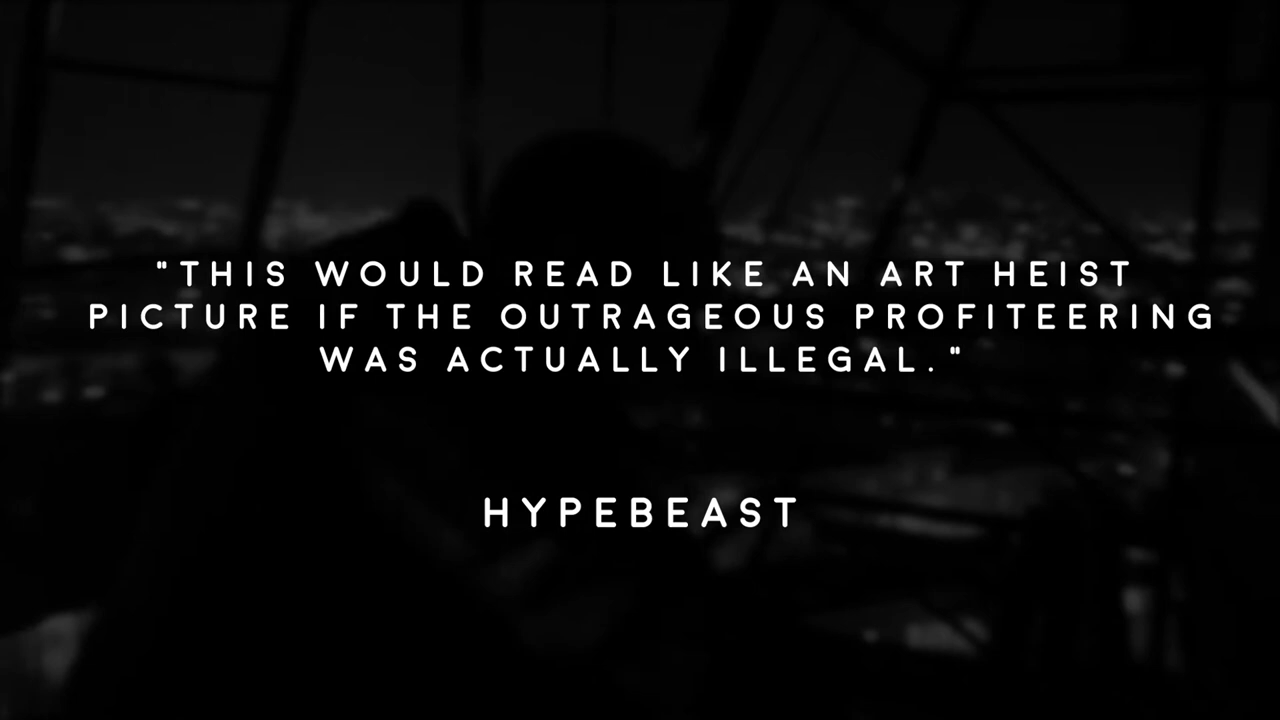 "THIS WOULD READ LIKE AN ART HEIST
PICTURE IF THE OUTRAGEOUS PROFITEERING
WAS ACTUALLY ILLEGAL."
HYPEBEAST